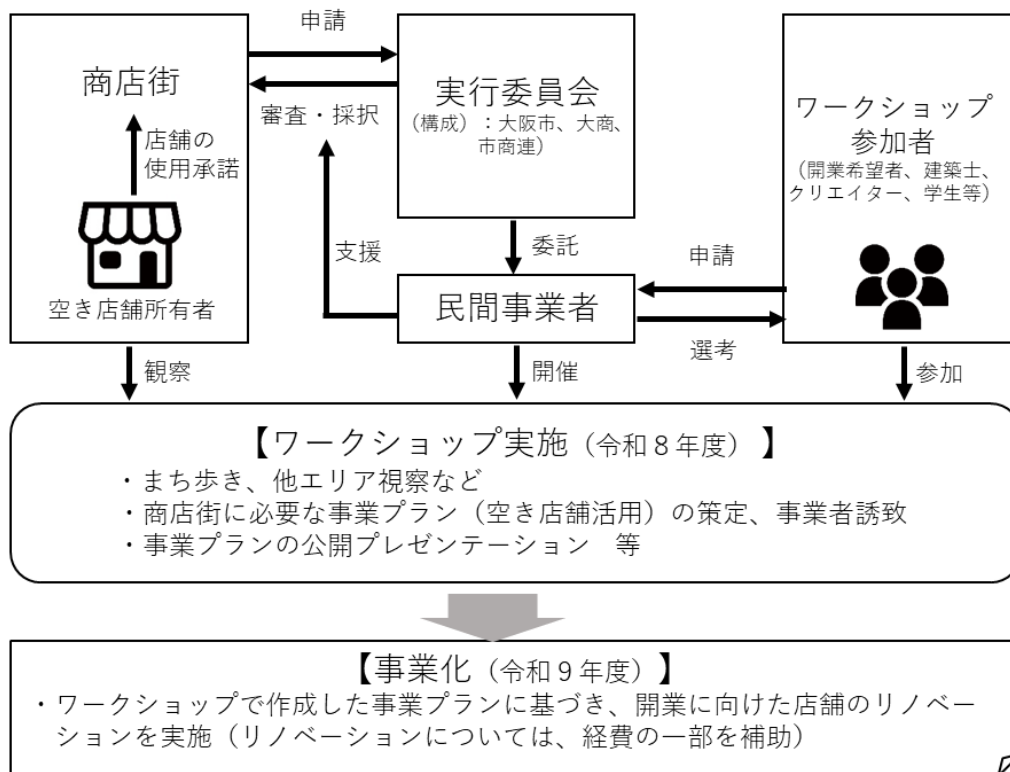 商店街
店舗の
使用承諾
空き店舗所有者
申請
審査・採択
支援
実行委員会
(構成)：大阪市、大商、
市商連)
委託
民間事業者
申請
選考
ワークショップ
参加者
(開業希望者、建築士、
クリエイター、学生等)
観察
開催
参加
【ワークショップ実施（令和８年度）】
・まち歩き、他エリア視察など
・商店街に必要な事業プラン（空き店舗活用）の策定、事業者誘致
・事業プランの公開プレゼンテーション　等
【事業化（令和９年度）】
・ワークショップで作成した事業プランに基づき、開業に向けた店舗のリノベー
ションを実施（リノベーションについては、経費の一部を補助）